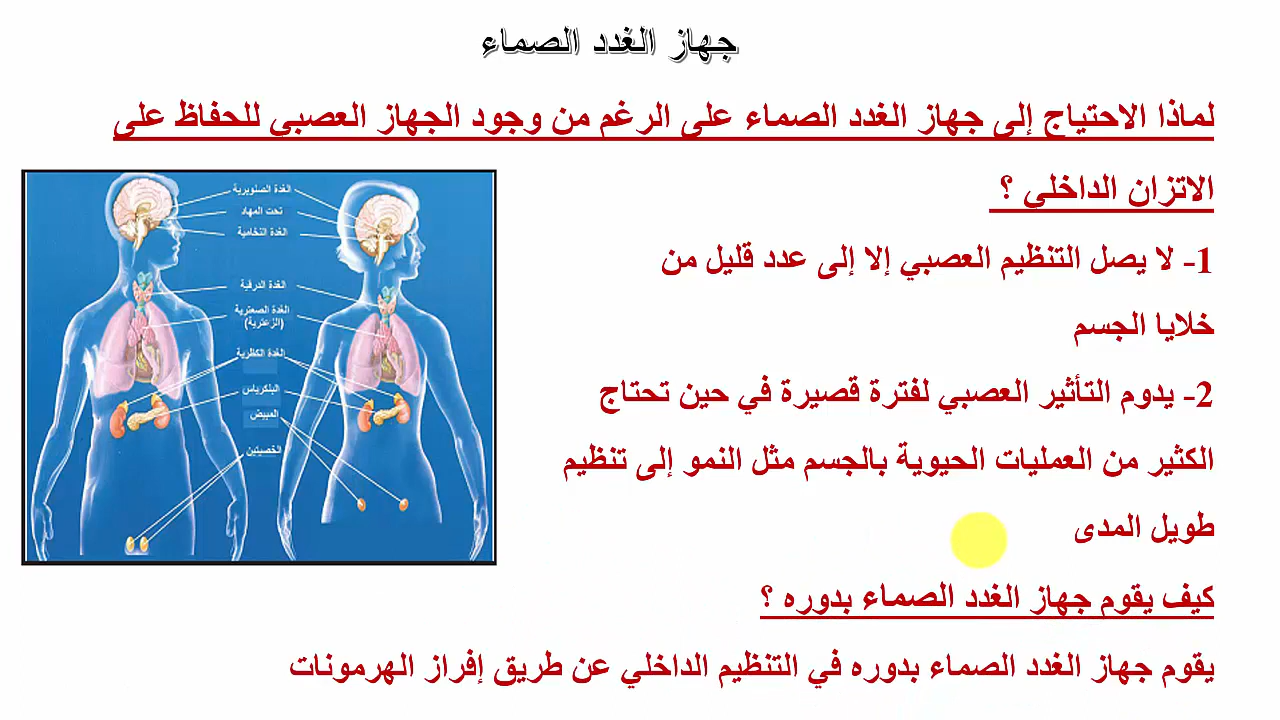 جهاز الغدد الصماء
لماذا الاحتياج إلى جهاز الغدد الصماء على الرغم من وجود الجهاز العصبي للحفاظ على
الاتزان الداخلي ؟
1- لا يصل التنظيم العصبي إلا إلى عدد قليل من
خلايا الجسم
2- يدوم التأثير العصبي لفترة قصيرة في حين تحتاج
الكثير من العمليات الحيوية بالجسم مثل النمو إلى تنظيم
طويل المدى
كيف يقوم جهاز الغدد الصماء بدوره ؟
يقوم جهاز الغدد الصماء بدوره في التنظيم الداخلي عن طريق إفراز الهرمونات
الغدة الصنوبرية
تحت المهاد
الغدة النخامية
الغدة الدرقية
الغدة الصعترية
(الزعترية)
الغدة الكظرية
البنكرياس
المبيض
الخصيتين